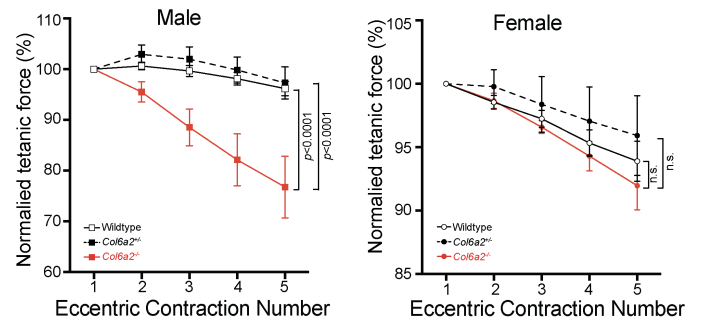 Male
Normalied tetanic force (%)
110
100
90
80
70
60
p<0.0001
p<0.0001
Wildtype
Col6a2+/-
Col6a2-/-
1 2 3 4 5
Eccentric Contraction Number
Female
Normalied tetanic force (%)
105
100
95
90
85
n.s.
n.s.
Wildtype
Col6a2+/-
Col6a2-/-
1 2 3 4 5
Eccentric Contraction Number